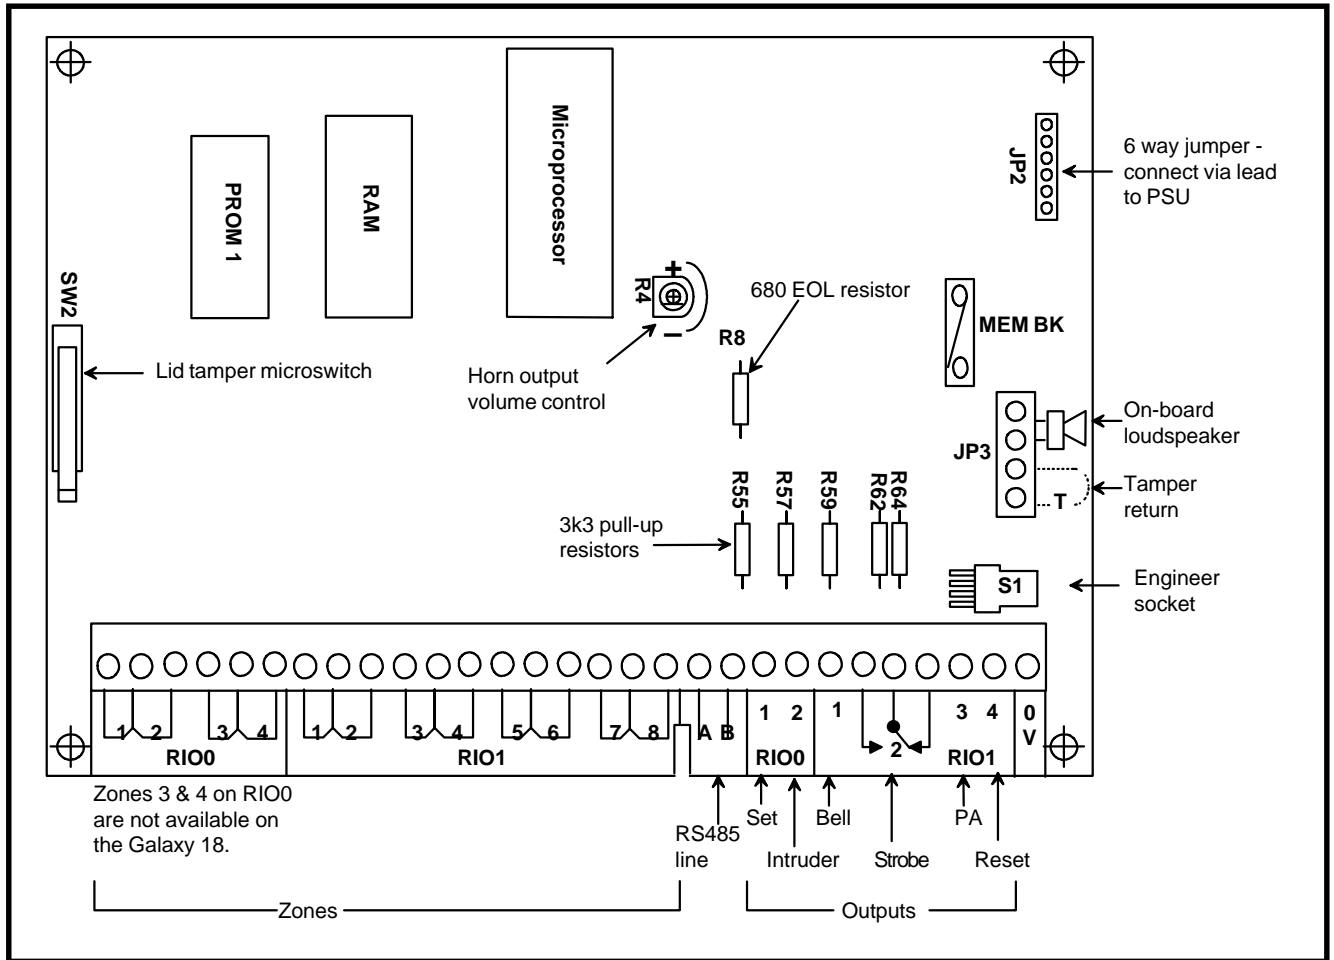 PROM 1
RAM
Microprocessor
JP2
6 way jumper -
connect via lead
to PSU
SW2
R4
+
−
680 EOL resistor
R8
MEM BK
Lid tamper microswitch
Horn output
volume control
On-board
loudspeaker
JP3
T
Tamper
return
R55
R57
R59
R62
R64
3k3 pull-up
resistors
S1
Engineer
socket
1 2 3 4 1 2 3 4 5 6 7 8 A B 1 2 1 2 3 4 0
V
RIO0 RIO1 RIO0 RIO1
Zones 3 & 4 on RIO0
are not available on
the Galaxy 18.
RS485
line
Set
Bell
PA
Intruder
Strobe
Reset
Zones
Outputs